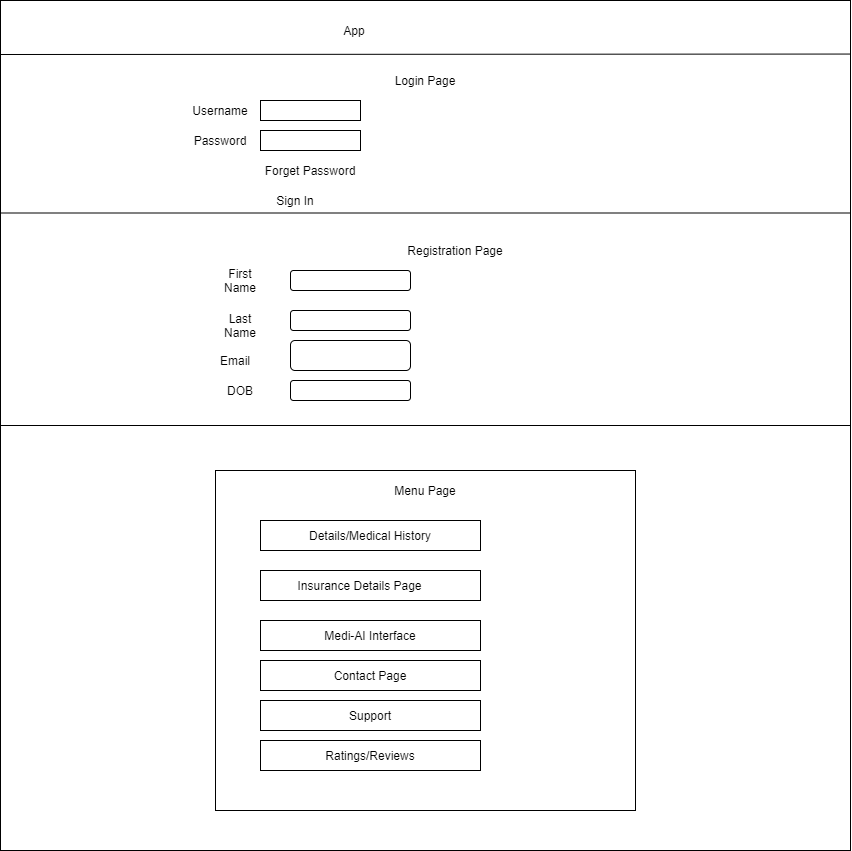 App
Login Page
Username
Password
Forget Password
Sign In
Registration Page
First
Name
Last
Name
Email
DOB
Menu Page
Details/Medical History
Insurance Details Page
Medi-AI Interface
Contact Page
Support
Ratings/Reviews